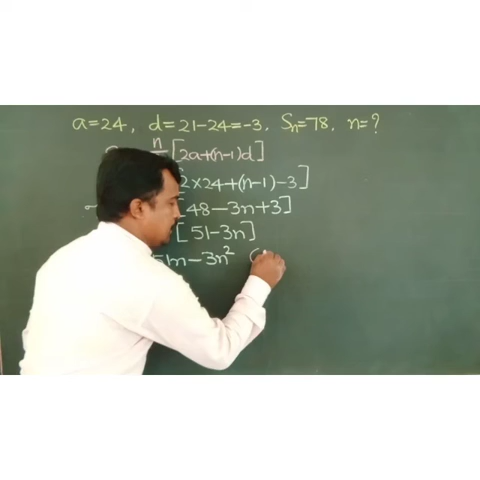 a=24, d=21-24=-3, Sn=78, n=?
n [2a+(n-1)d]
2×24+(n-1)-3]
[48-3n+3]
[51-3n]
51n-3n²